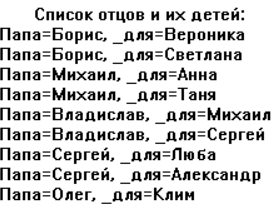 Список отцов и их детей:
Папа=Борис, _для=Вероника
Папа=Борис, _для=Светлана
Папа=Михаил, _для=Анна
Папа=Михаил, _для=Таня
Папа=Владислав, _для=Михаил
Папа=Владислав, _для=Сергей
Папа=Сергей, _для=Люба
Папа=Сергей, _для=Александр
Папа=Олег, _для=Клим